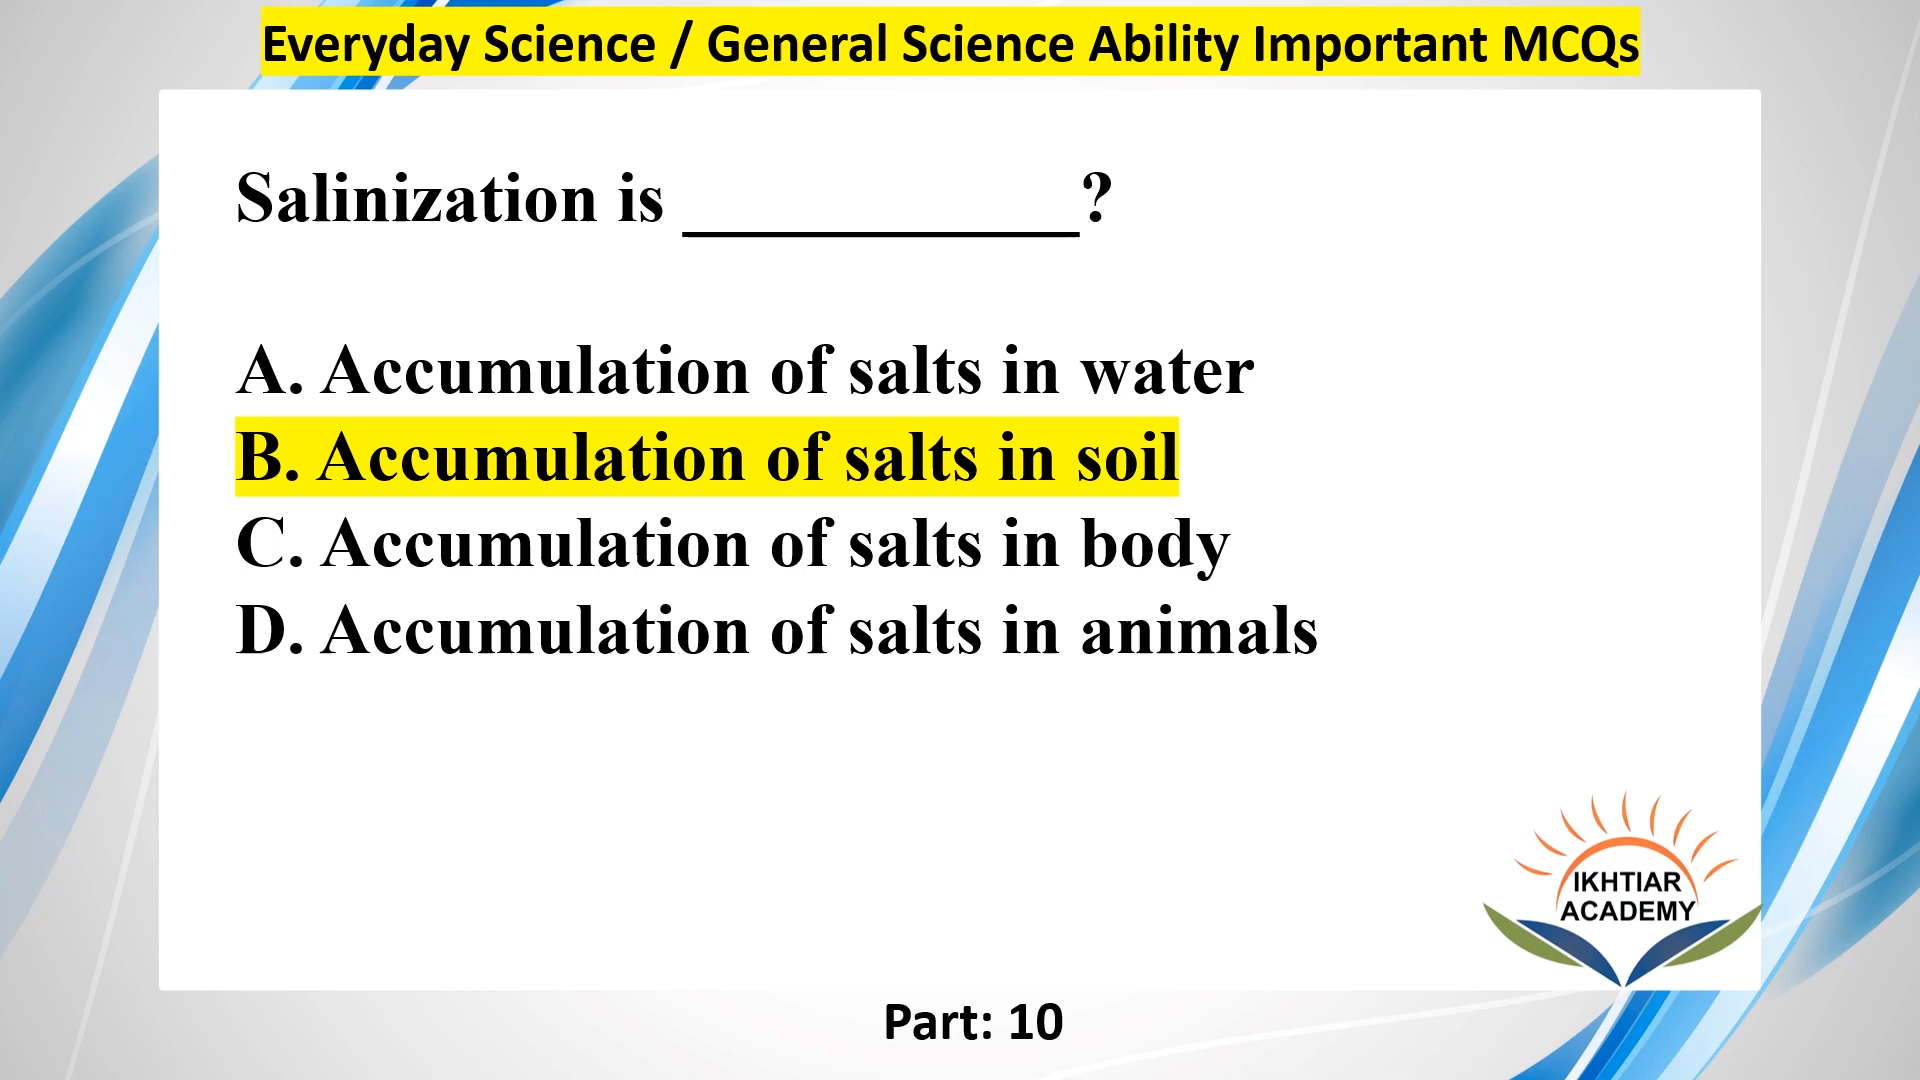 Everyday Science / General Science Ability Important MCQs
Salinization is ___________?
A. Accumulation of salts in water
B. Accumulation of salts in soil
C. Accumulation of salts in body
D. Accumulation of salts in animals
IKHTIAR
ACADEMY
Part: 10